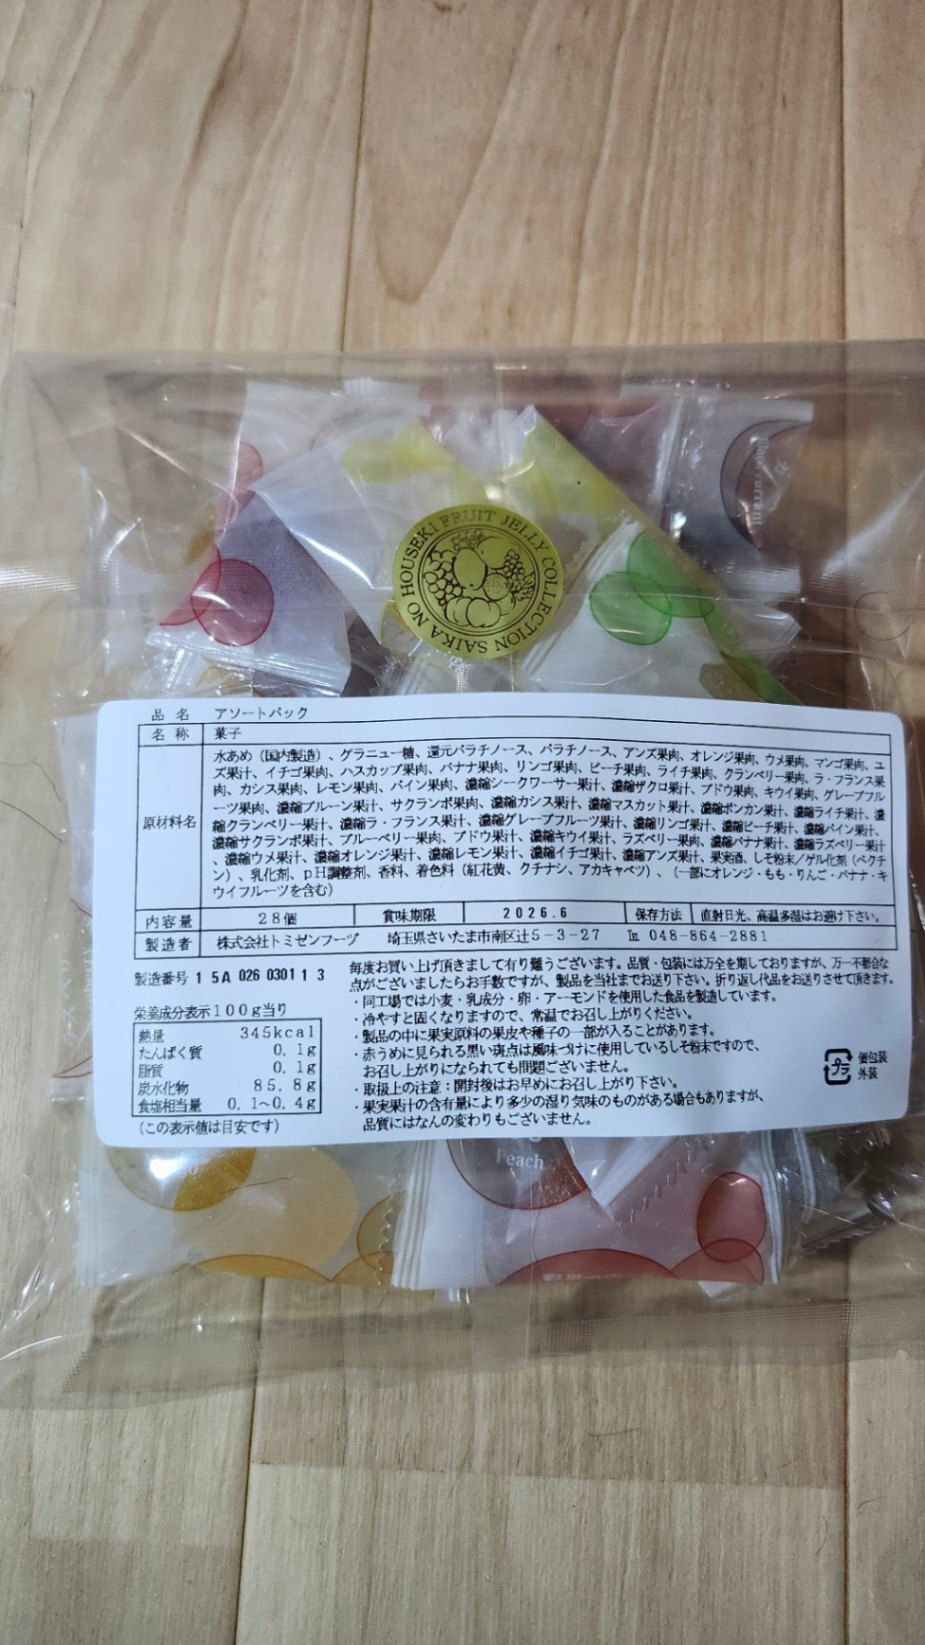 SAIKA NO HOUSEKI FRUIT JELLY COLLECTION
品名 アソートパック
名称 菓子
原材料名
水あめ（国内製造）、グラニュー糖、還元パラチノース、パラチノース、アンズ果肉、オレンジ果肉、ウメ果肉、マンゴ果肉、ユ
ズ果汁、イチゴ果肉、ハスカップ果肉、バナナ果肉、リンゴ果肉、ピーチ果肉、ライチ果肉、クランベリー果肉、ラ・フランス果
肉、カシス果肉、レモン果肉、パイン果肉、濃縮シークワーサー果汁、濃縮ザクロ果汁、ブドウ果肉、キウイ果肉、グレープフル
ーツ果肉、濃縮プルーン果汁、サクランボ果肉、濃縮カシス果汁、濃縮マスカット果汁、濃縮ポンカン果汁、濃縮ライチ果汁、濃
縮クランベリー果汁、濃縮ラ・フランス果汁、濃縮グレープフルーツ果汁、濃縮リンゴ果汁、濃縮ピーチ果汁、濃縮パイン果汁、
濃縮サクランボ果汁、ブルーベリー果肉、ブドウ果汁、濃縮キウイ果汁、ラズベリー果肉、濃縮バナナ果汁、濃縮ラズベリー果汁
、濃縮ウメ果汁、濃縮オレンジ果汁、濃縮レモン果汁、濃縮イチゴ果汁、濃縮アンズ果汁、果実酒、しそ粉末／ゲル化剤（ペクチ
ン）、乳化剤、pH調整剤、香料、着色料（紅花黄、クチナシ、アカキャベツ）、（一部にオレンジ・もも・りんご・バナナ・キ
ウイフルーツを含む）
内容量 28個 賞味期限 2026.6 保存方法 直射日光、高温多湿はお避け下さい。
製造者 株式会社トミゼンフーヅ 埼玉県さいたま市南区辻5-3-27 ℡ 048-864-2881
製造番号 1 5A 026 0301 1 3
毎度お買い上げ頂きまして有り難うございます。品質・包装には万全を期しておりますが、万一不都合な
点がございましたらお手数ですが、製品を当社までお送り下さい。折り返し代品をお送りさせて頂きます。
・同工場では小麦・乳成分・卵・アーモンドを使用した食品を製造しています。
・冷やすと固くなりますので、常温でお召し上がりください。
・製品の中に果実原料の果皮や種子の一部が入ることがあります。
・赤うめに見られる黒い斑点は風味づけに使用しているしそ粉末ですので、
お召し上がりになられても問題ございません。
・取扱上の注意：開封後はお早めにお召し上がり下さい。
・果実果汁の含有量により多少の湿り気味のものがある場合もありますが、
品質にはなんの変わりもございません。
栄養成分表示100g当り
熱量 345kcal
たんぱく質 0.1g
脂質 0.1g
炭水化物 85.8g
食塩相当量 0.1～0.4g
（この表示値は目安です）
プラ
個包装
外装
Peach